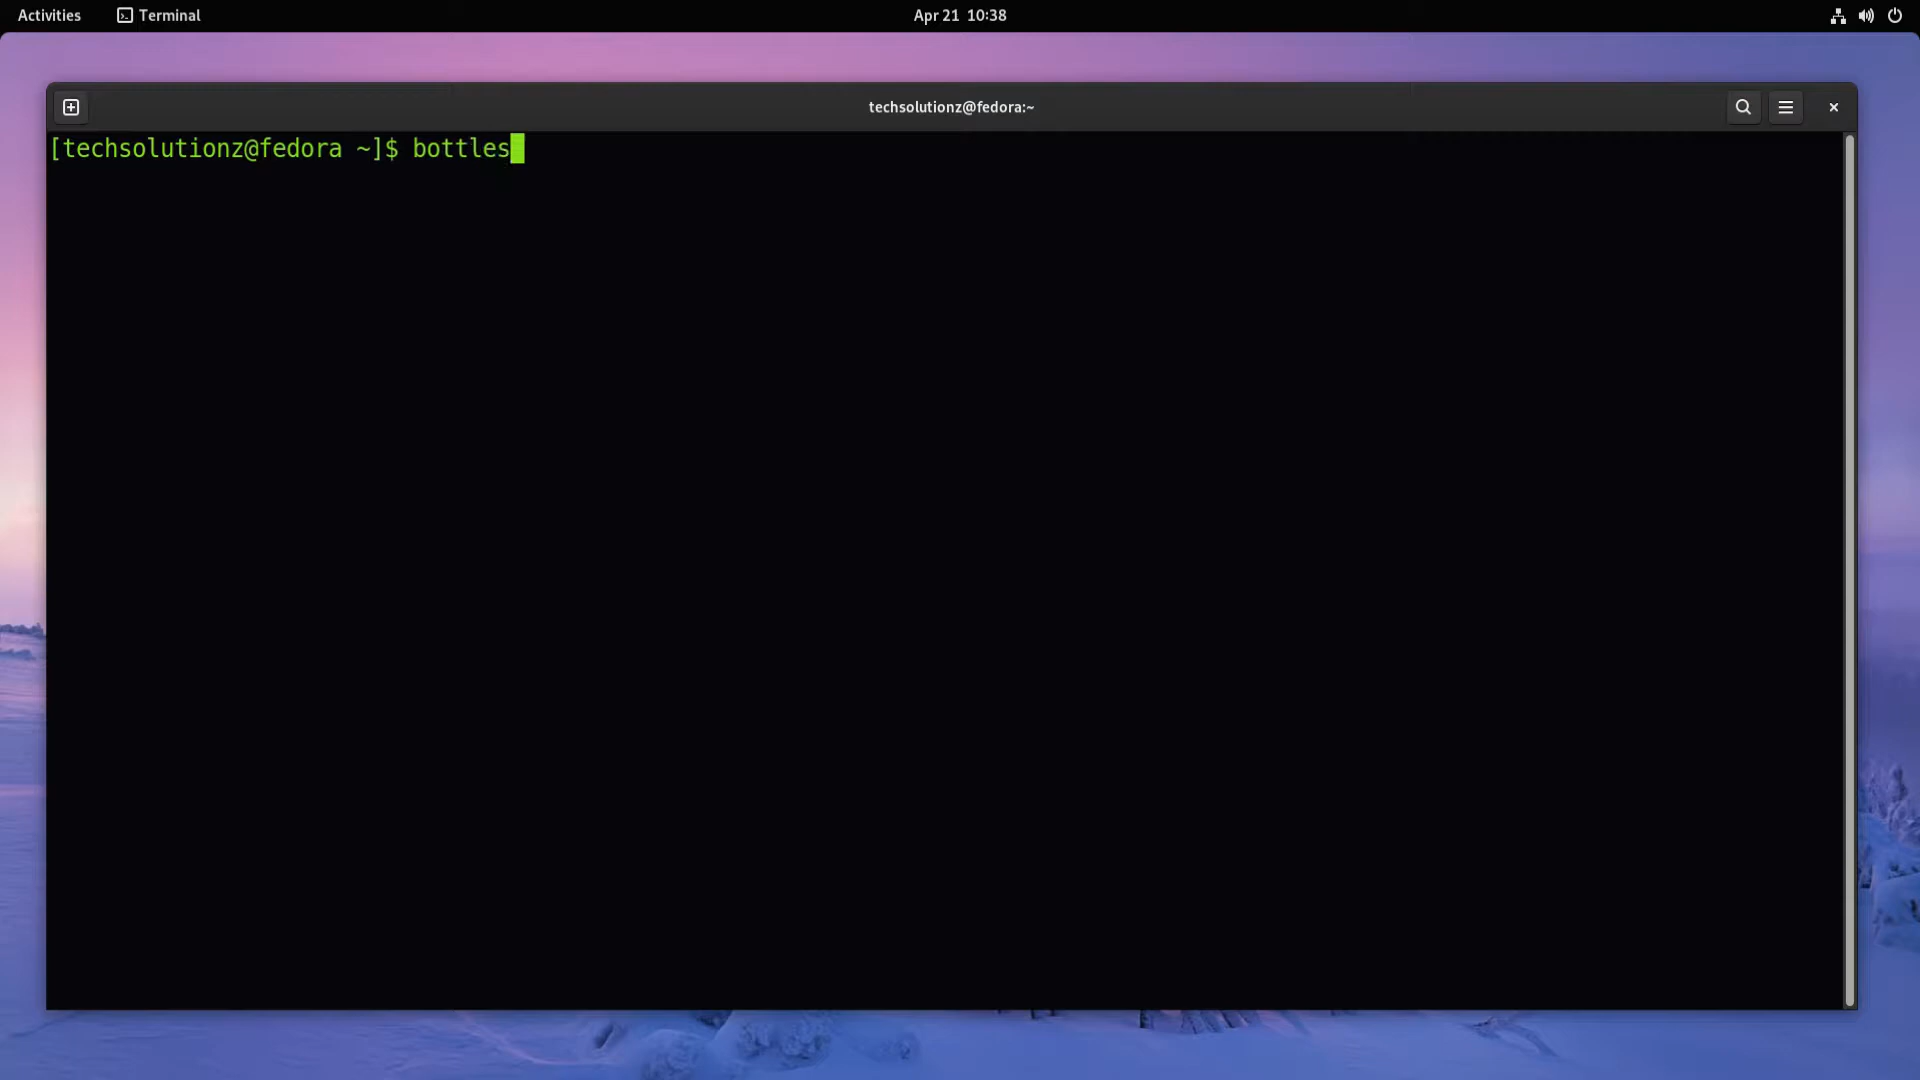 Activities Terminal Apr 21 10:38
techsolutionz@fedora:~
[techsolutionz@fedora ~]$ bottles